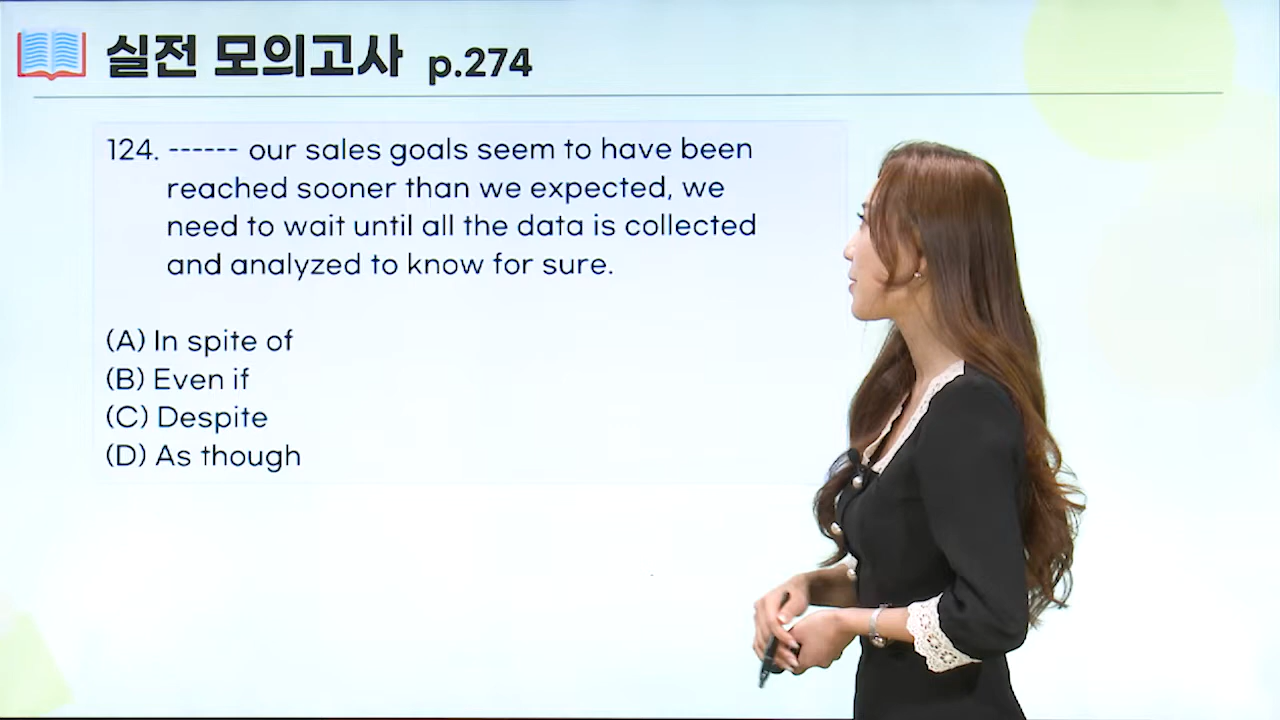 실전 모의고사 p.274
124. ------ our sales goals seem to have been
reached sooner than we expected, we
need to wait until all the data is collected
and analyzed to know for sure.
(A) In spite of
(B) Even if
(C) Despite
(D) As though